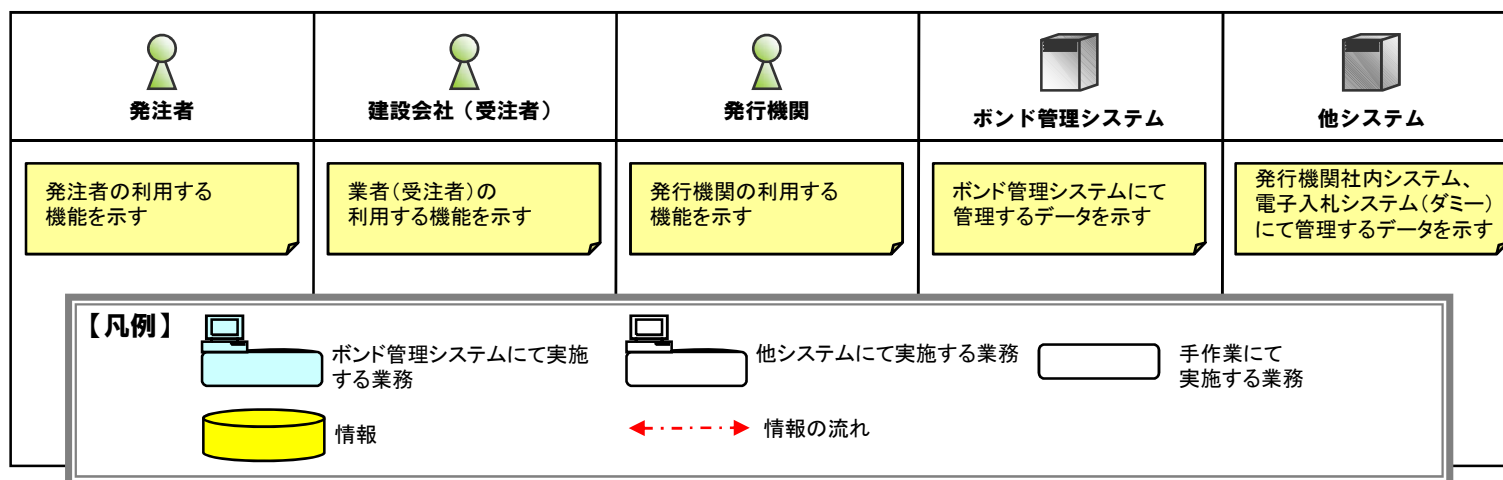 発注者
建設会社（受注者）
発行機関
ボンド管理システム
他システム
発注者の利用する
機能を示す
業者(受注者)の
利用する機能を示す
発行機関の利用する
機能を示す
ボンド管理システムにて
管理するデータを示す
発行機関社内システム、
電子入札システム(ダミー)
にて管理するデータを示す
【凡例】
ボンド管理システムにて実施
する業務
他システムにて実施する業務
手作業にて
実施する業務
情報
情報の流れ